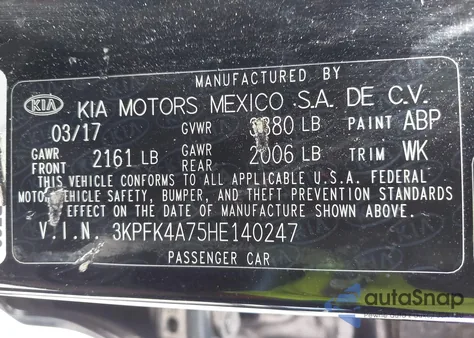 MANUFACTURED BY
KIA KIA MOTORS MEXICO S.A. DE C.V.
03/17 GVWR 3880 LB PAINT ABP
GAWR FRONT 2161 LB GAWR REAR 2006 LB TRIM WK
THIS VEHICLE CONFORMS TO ALL APPLICABLE U.S.A. FEDERAL
MOTOR VEHICLE SAFETY, BUMPER, AND THEFT PREVENTION STANDARDS
EFFECT ON THE DATE OF MANUFACTURE SHOWN ABOVE.
V.I.N. 3KPFK4A75HE140247
PASSENGER CAR
autoSnap